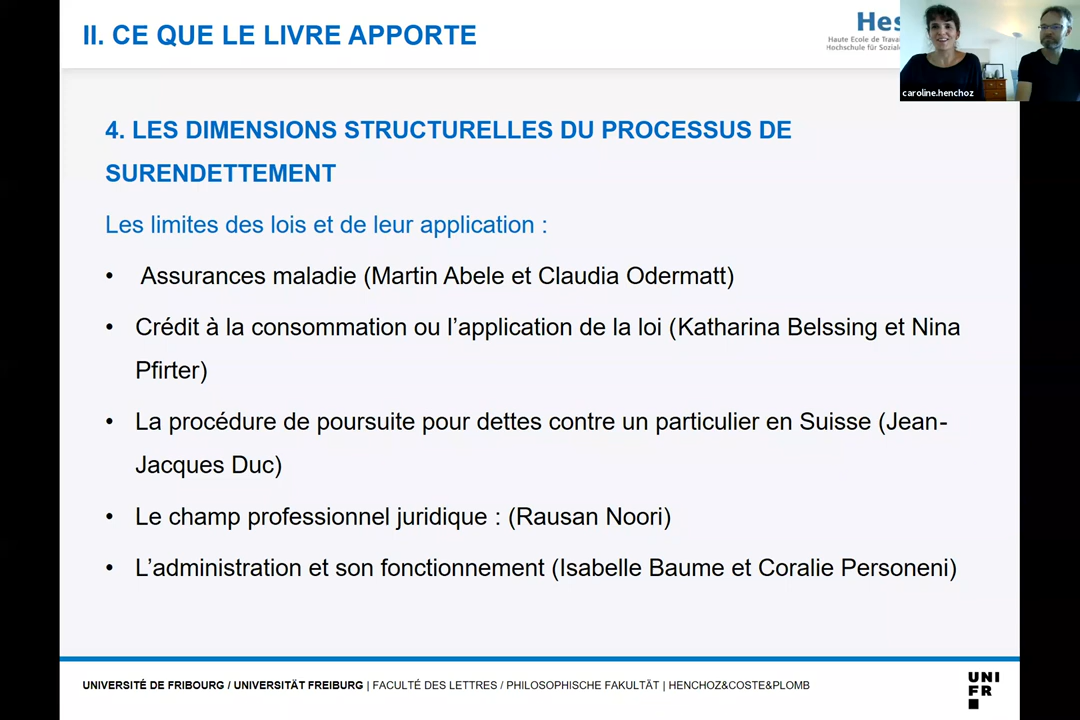 II. CE QUE LE LIVRE APPORTE
Hes
Haute Ecole de Trava
Hochschule für Sozial
caroline.henchoz
4. LES DIMENSIONS STRUCTURELLES DU PROCESSUS DE
SURENDETTEMENT
Les limites des lois et de leur application :
• Assurances maladie (Martin Abele et Claudia Odermatt)
• Crédit à la consommation ou l’application de la loi (Katharina Belssing et Nina
Pfirter)
• La procédure de poursuite pour dettes contre un particulier en Suisse (Jean-
Jacques Duc)
• Le champ professionnel juridique : (Rausan Noori)
• L’administration et son fonctionnement (Isabelle Baume et Coralie Personeni)
UNIVERSITÉ DE FRIBOURG / UNIVERSITÄT FREIBURG | FACULTÉ DES LETTRES / PHILOSOPHISCHE FAKULTÄT | HENCHOZ&COSTE&PLOMB
UNI
FR